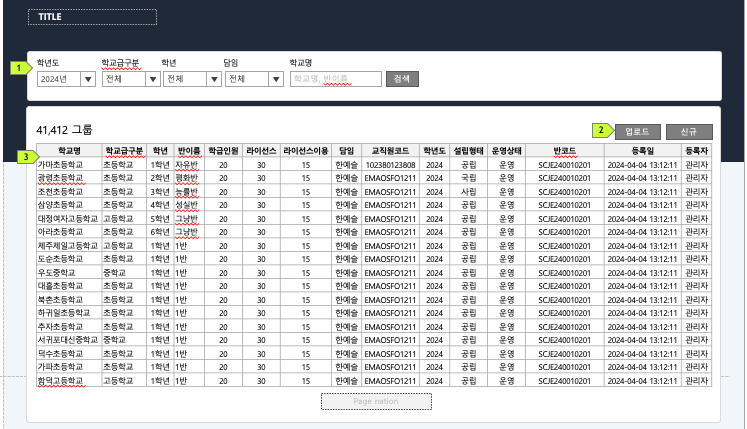 TITLE
학년도 학교급구분 학년 담임 학교명
1
2024년 전체 전체 전체 학교명, 반이름 검색
41,412 그룹
2 업로드 신규
3
학교명 학교급구분 학년 반이름 학급인원 라이선스 라이선스이용 담임 교직원코드 학년도 설립형태 운영상태 반코드 등록일 등록자
가마초등학교 초등학교 1학년 자유반 20 30 15 한예슬 102380123808 2024 공립 운영 SCJE240010201 2024-04-04 13:12:11 관리자
광령초등학교 초등학교 2학년 평화반 20 30 15 한예슬 EMAOSFO1211 2024 국립 운영 SCJE240010201 2024-04-04 13:12:11 관리자
조천초등학교 초등학교 3학년 능률반 20 30 15 한예슬 EMAOSFO1211 2024 사립 운영 SCJE240010201 2024-04-04 13:12:11 관리자
삼양초등학교 초등학교 4학년 성실반 20 30 15 한예슬 EMAOSFO1211 2024 공립 운영 SCJE240010201 2024-04-04 13:12:11 관리자
대정여자고등학교 고등학교 5학년 그냥반 20 30 15 한예슬 EMAOSFO1211 2024 공립 운영 SCJE240010201 2024-04-04 13:12:11 관리자
아라초등학교 초등학교 6학년 그냥반 20 30 15 한예슬 EMAOSFO1211 2024 공립 운영 SCJE240010201 2024-04-04 13:12:11 관리자
제주제일고등학교 고등학교 1학년 1반 20 30 15 한예슬 EMAOSFO1211 2024 공립 운영 SCJE240010201 2024-04-04 13:12:11 관리자
도순초등학교 초등학교 1학년 1반 20 30 15 한예슬 EMAOSFO1211 2024 공립 운영 SCJE240010201 2024-04-04 13:12:11 관리자
우도중학교 중학교 1학년 1반 20 30 15 한예슬 EMAOSFO1211 2024 공립 운영 SCJE240010201 2024-04-04 13:12:11 관리자
대흘초등학교 초등학교 1학년 1반 20 30 15 한예슬 EMAOSFO1211 2024 공립 운영 SCJE240010201 2024-04-04 13:12:11 관리자
북촌초등학교 초등학교 1학년 1반 20 30 15 한예슬 EMAOSFO1211 2024 공립 운영 SCJE240010201 2024-04-04 13:12:11 관리자
하귀일초등학교 초등학교 1학년 1반 20 30 15 한예슬 EMAOSFO1211 2024 공립 운영 SCJE240010201 2024-04-04 13:12:11 관리자
추자초등학교 초등학교 1학년 1반 20 30 15 한예슬 EMAOSFO1211 2024 공립 운영 SCJE240010201 2024-04-04 13:12:11 관리자
서귀포대신중학교 중학교 1학년 1반 20 30 15 한예슬 EMAOSFO1211 2024 공립 운영 SCJE240010201 2024-04-04 13:12:11 관리자
덕수초등학교 초등학교 1학년 1반 20 30 15 한예슬 EMAOSFO1211 2024 공립 운영 SCJE240010201 2024-04-04 13:12:11 관리자
가파초등학교 초등학교 1학년 1반 20 30 15 한예슬 EMAOSFO1211 2024 공립 운영 SCJE240010201 2024-04-04 13:12:11 관리자
함덕고등학교 고등학교 1학년 1반 20 30 15 한예슬 EMAOSFO1211 2024 공립 운영 SCJE240010201 2024-04-04 13:12:11 관리자
Page nation